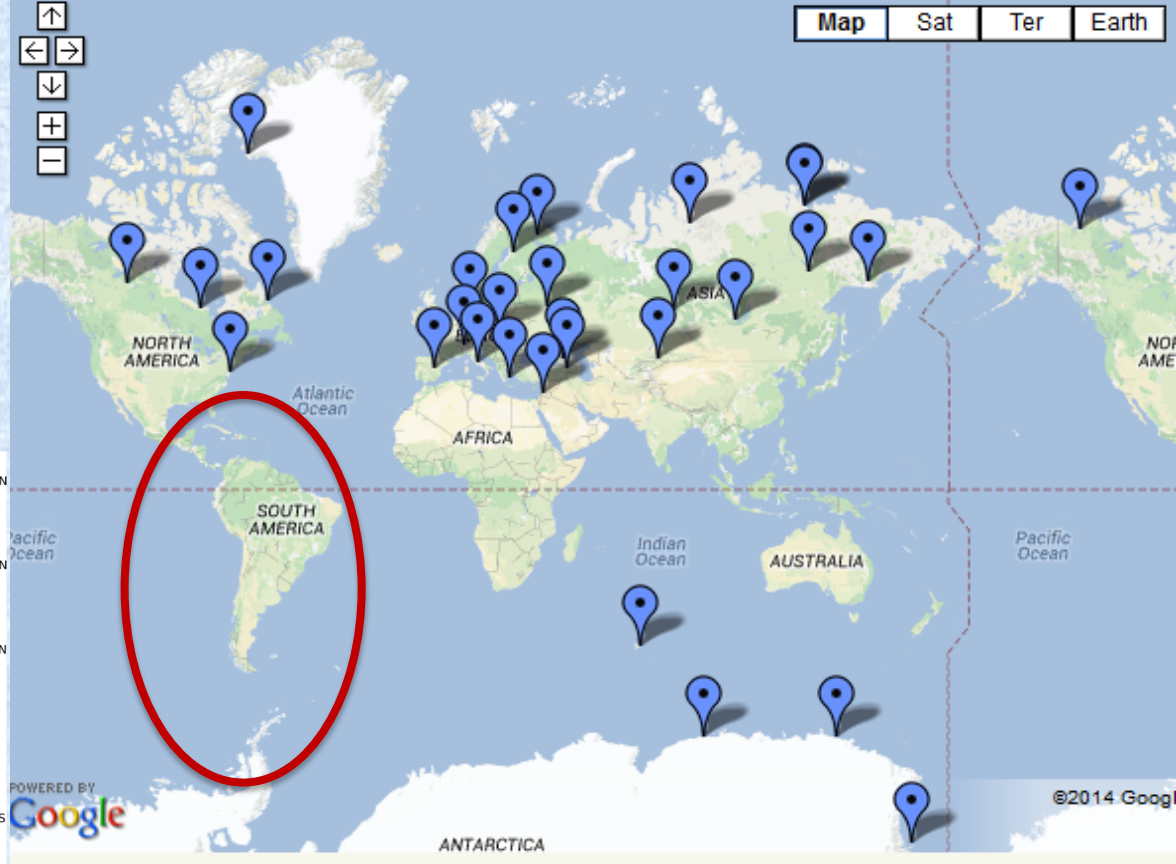 Map Sat Ter Earth
NORTH
AMERICA
Atlantic
Ocean
ASIA
AFRICA
N
SOUTH
AMERICA
Pacific
Ocean
N
Indian
Ocean
AUSTRALIA
Pacific
Ocean
N
POWERED BY
Google
S
©2014 Googl
ANTARCTICA
NOR
AME